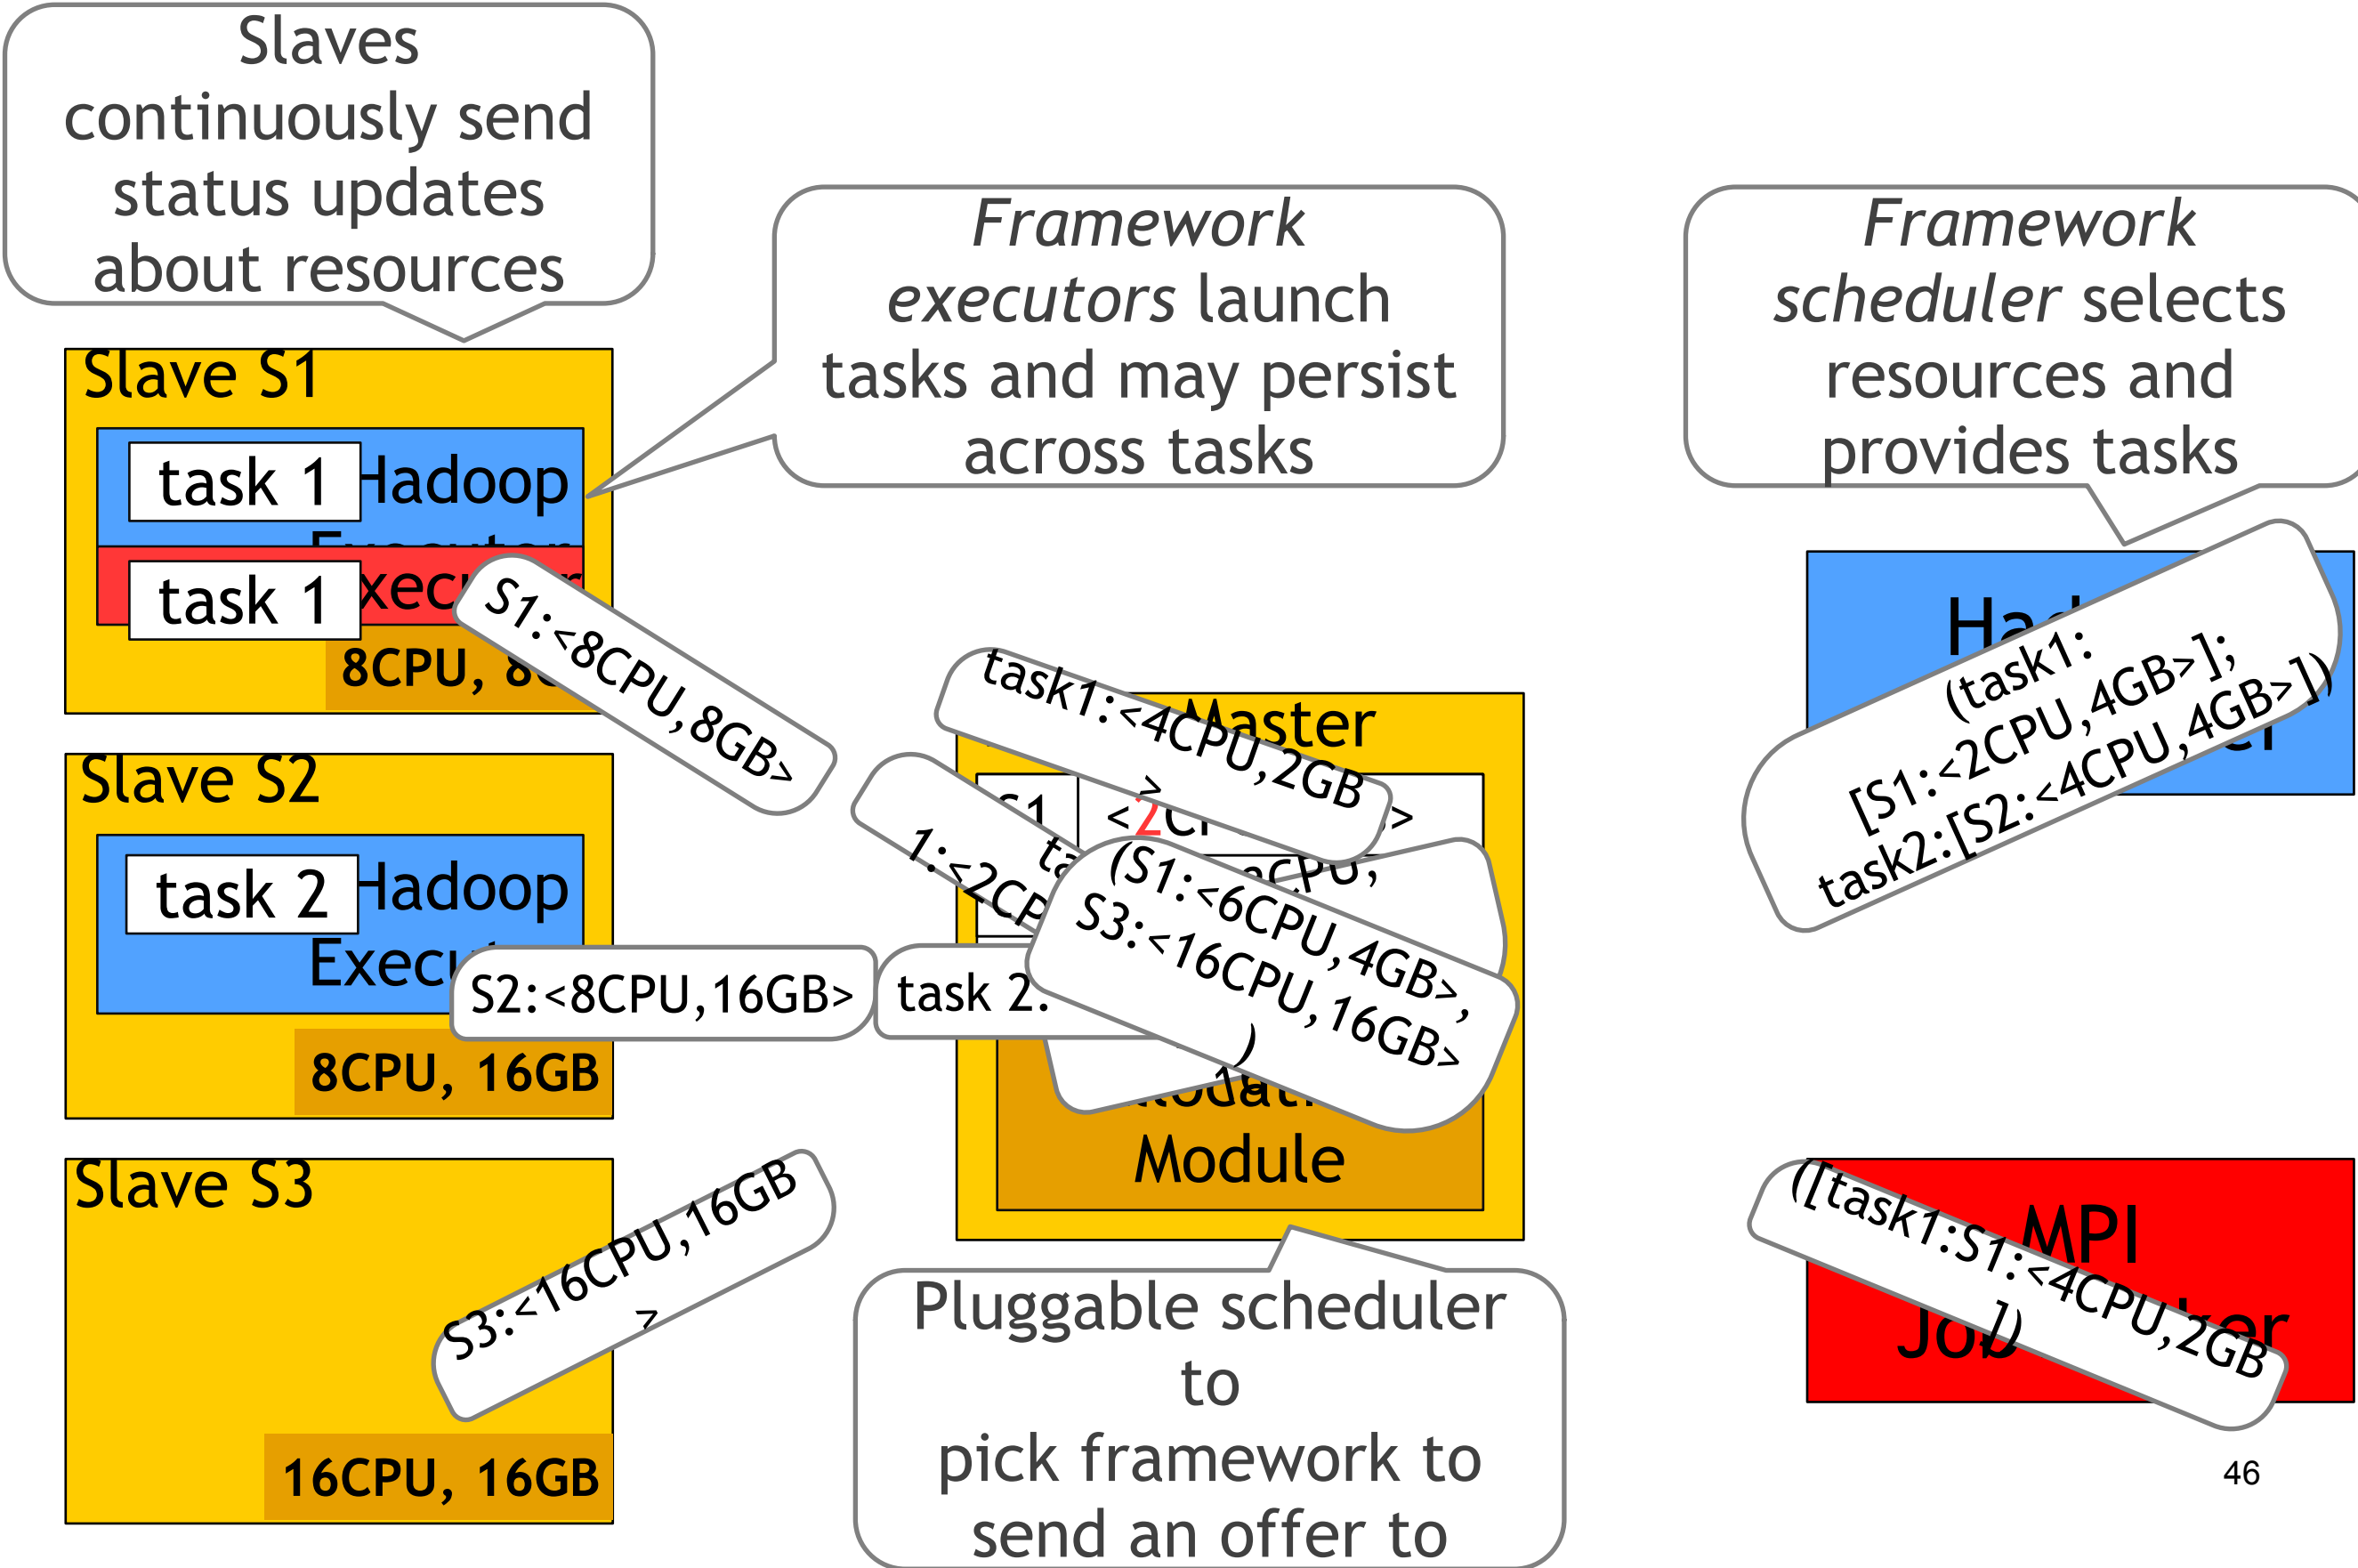 Slaves
continuously send
status updates
about resources
Framework
executors launch
tasks and may persist
across tasks
Framework
scheduler selects
resources and
provides tasks
Slave S1
task 1 Hadoop
task 1
8CPU,
S1:<8CPU,8GB>
Slave S2
task 2 Hadoop
S2:<8CPU,16GB>
8CPU, 16GB
Slave S3
S3:<16CPU,16GB
>
16CPU, 16GB
task1:<4CPU,2GB
>
task 2:
(S1:<6CPU,4GB>,
S3:<16CPU,16GB>
)
Module
Pluggable scheduler
to
pick framework to
send an offer to
(task1:
[S1:<2CPU,4GB>];
task2:[S2:<4CPU,4GB>])
MPI
([task1:S1:<4CPU,2GB
])
46